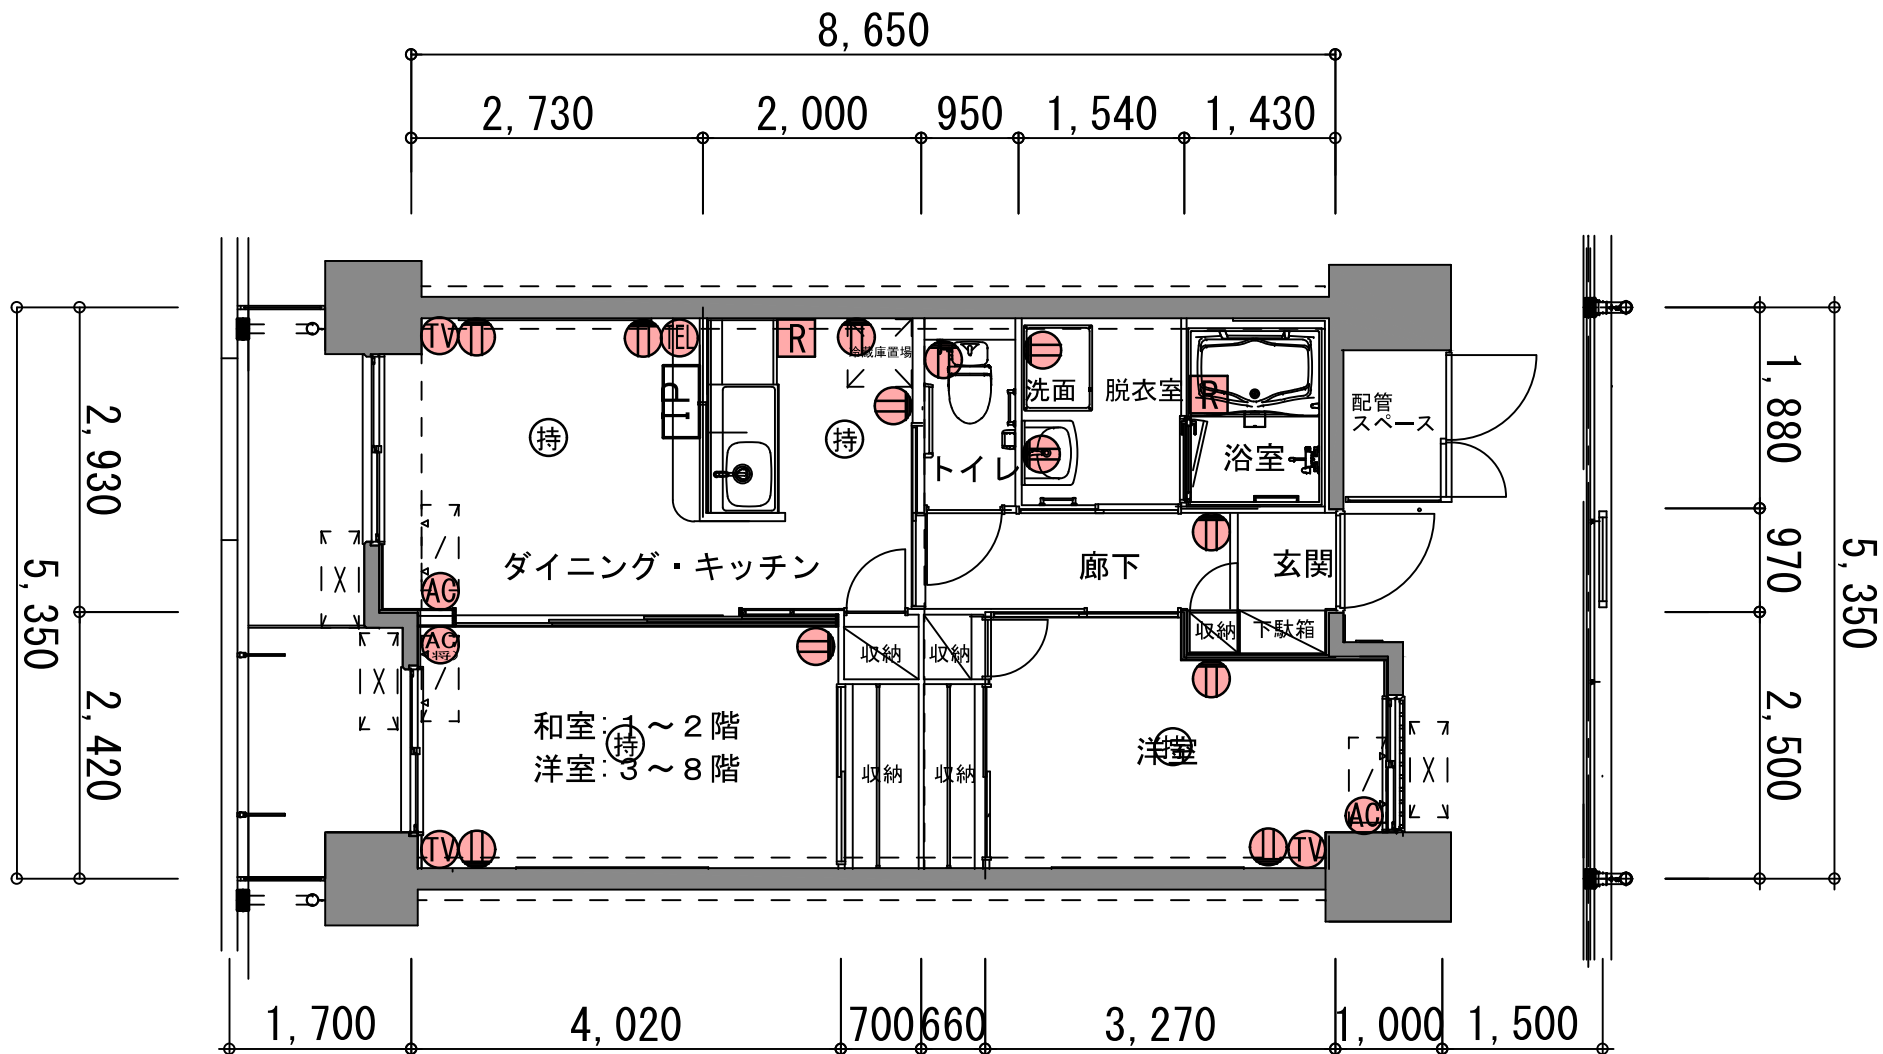 8,650
2,730
2,000
950
1,540
1,430
TV
TEL
R
冷蔵庫置場
IP
持
持
トイレ
洗面
脱衣室
R
浴室
配管
スペース
2,930
5,350
2,420
1,880
970
5,350
2,500
ダイニング・キッチン
廊下
玄関
AC
AC
(将)
収納
収納
収納
下駄箱
和室:1～2階
洋室:3～8階
持
収納
収納
洋室
持
AC
TV
TV
1,700
4,020
700
660
3,270
1,000
1,500